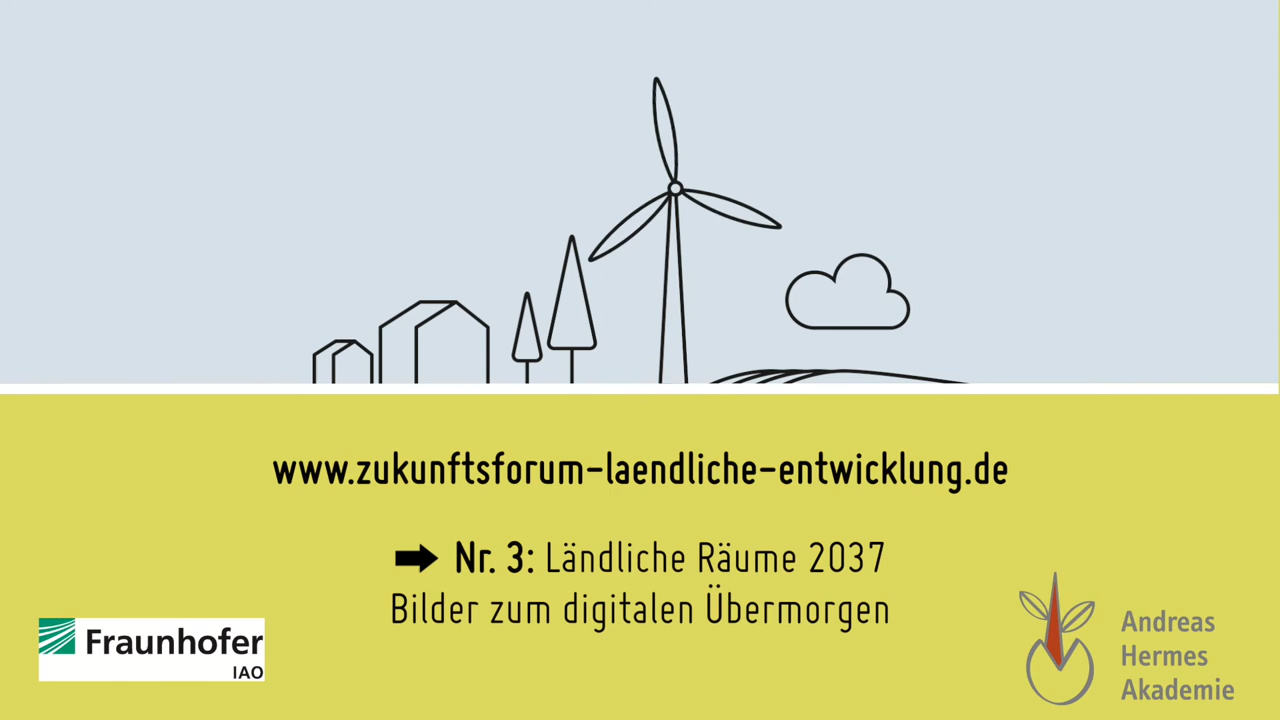 www.zukunftsforum-laendliche-entwicklung.de
Nr. 3: Ländliche Räume 2037
Bilder zum digitalen Übermorgen
Fraunhofer
IAO
Andreas
Hermes
Akademie